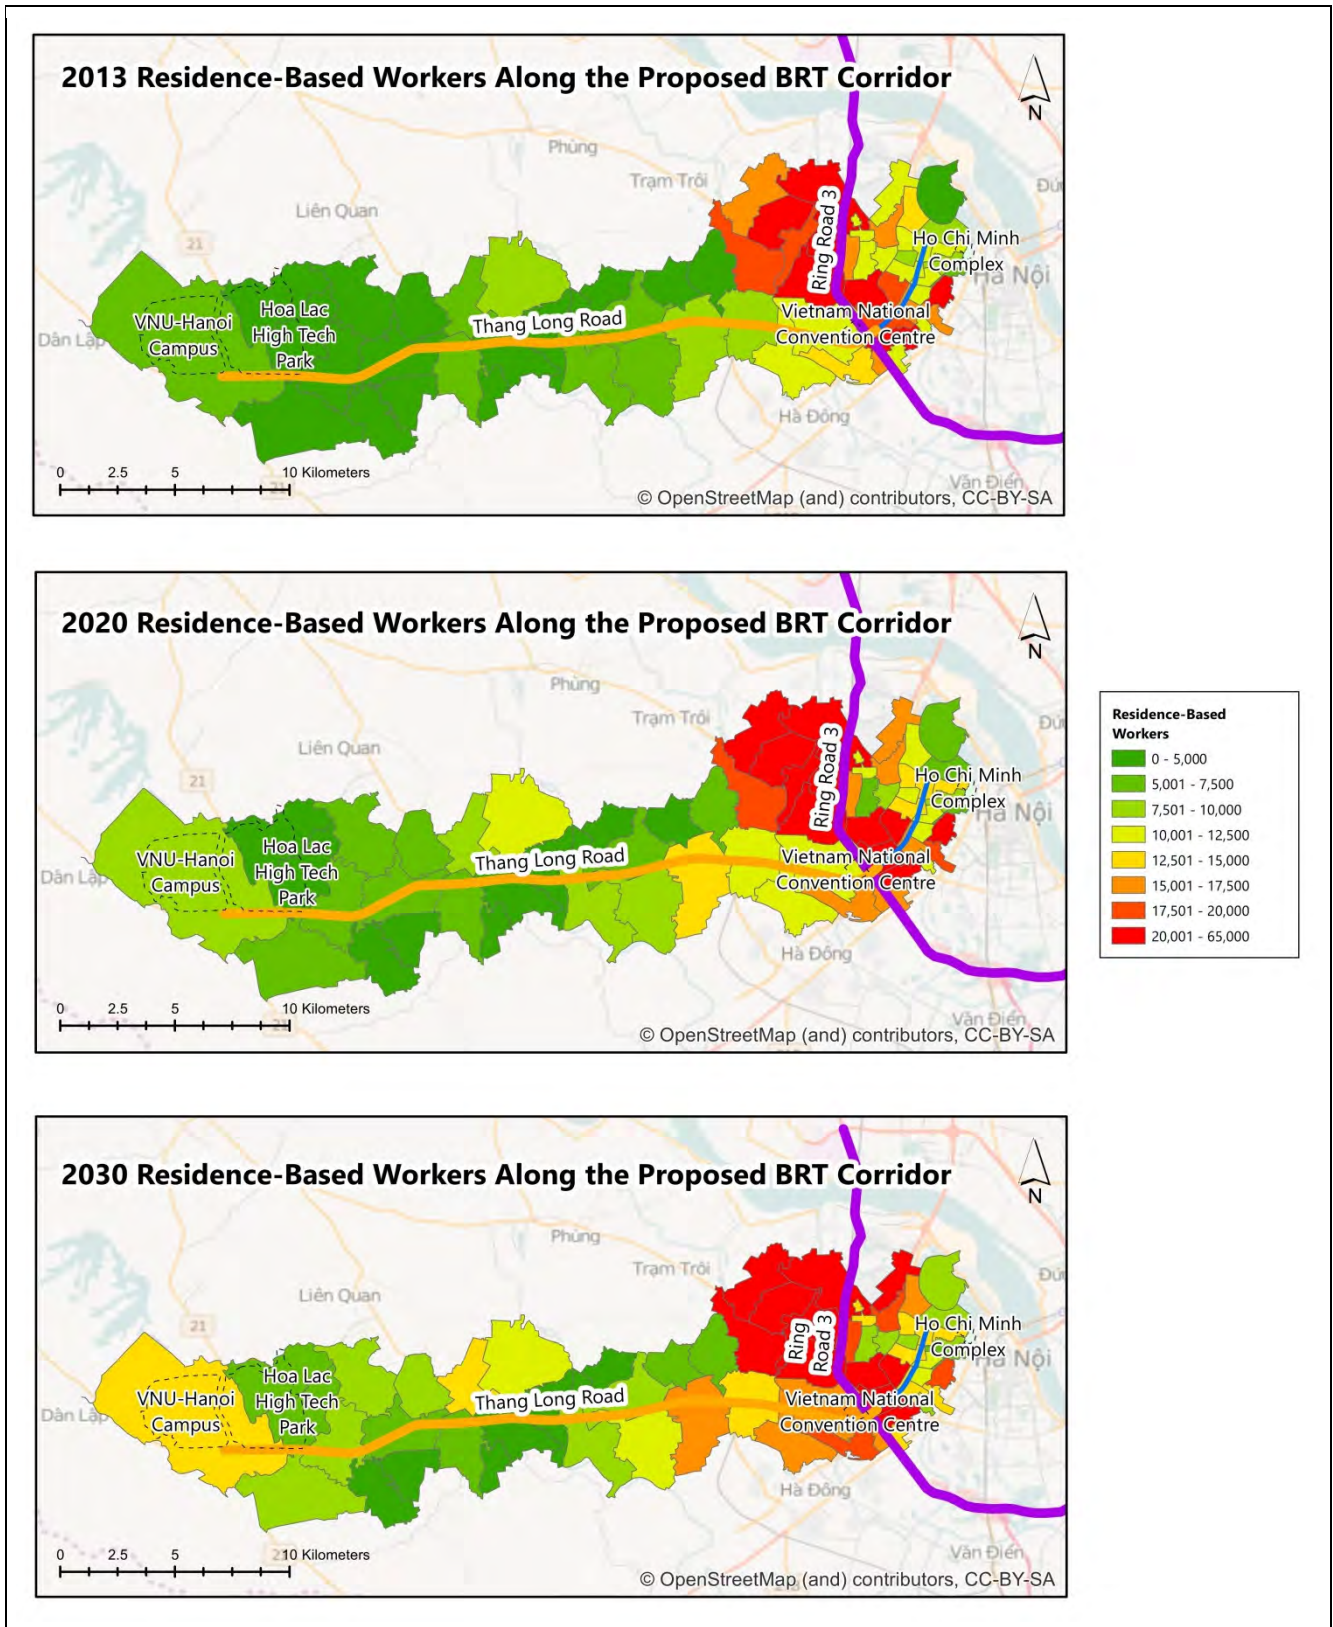 2013 Residence-Based Workers Along the Proposed BRT Corridor
N
Phùng
Trạm Trôi
Liên Quan
21
Ring Road 3
Ho Chi Minh
Complex
Hà Nội
VNU-Hanoi
Campus
Hoa Lac
High Tech
Park
Thang Long Road
Vietnam National
Convention Centre
Dân Lập
Hà Đông
0 2.5 5 10 Kilometers
Văn Điển
© OpenStreetMap (and) contributors, CC-BY-SA
2020 Residence-Based Workers Along the Proposed BRT Corridor
N
Phùng
Trạm Trôi
Liên Quan
21
Ring Road 3
Ho Chi Minh
Complex
Hà Nội
VNU-Hanoi
Campus
Hoa Lac
High Tech
Park
Thang Long Road
Vietnam National
Convention Centre
Dân Lập
Hà Đông
0 2.5 5 10 Kilometers
Văn Điển
© OpenStreetMap (and) contributors, CC-BY-SA
Residence-Based
Workers
0 - 5,000
5,001 - 7,500
7,501 - 10,000
10,001 - 12,500
12,501 - 15,000
15,001 - 17,500
17,501 - 20,000
20,001 - 65,000
2030 Residence-Based Workers Along the Proposed BRT Corridor
N
Phùng
Trạm Trôi
Liên Quan
21
Ring
Road 3
Ho Chi Minh
Complex
Hà Nội
VNU-Hanoi
Campus
Hoa Lac
High Tech
Park
Thang Long Road
Vietnam National
Convention Centre
Dân Lập
Hà Đông
0 2.5 5 10 Kilometers
Văn Điển
© OpenStreetMap (and) contributors, CC-BY-SA